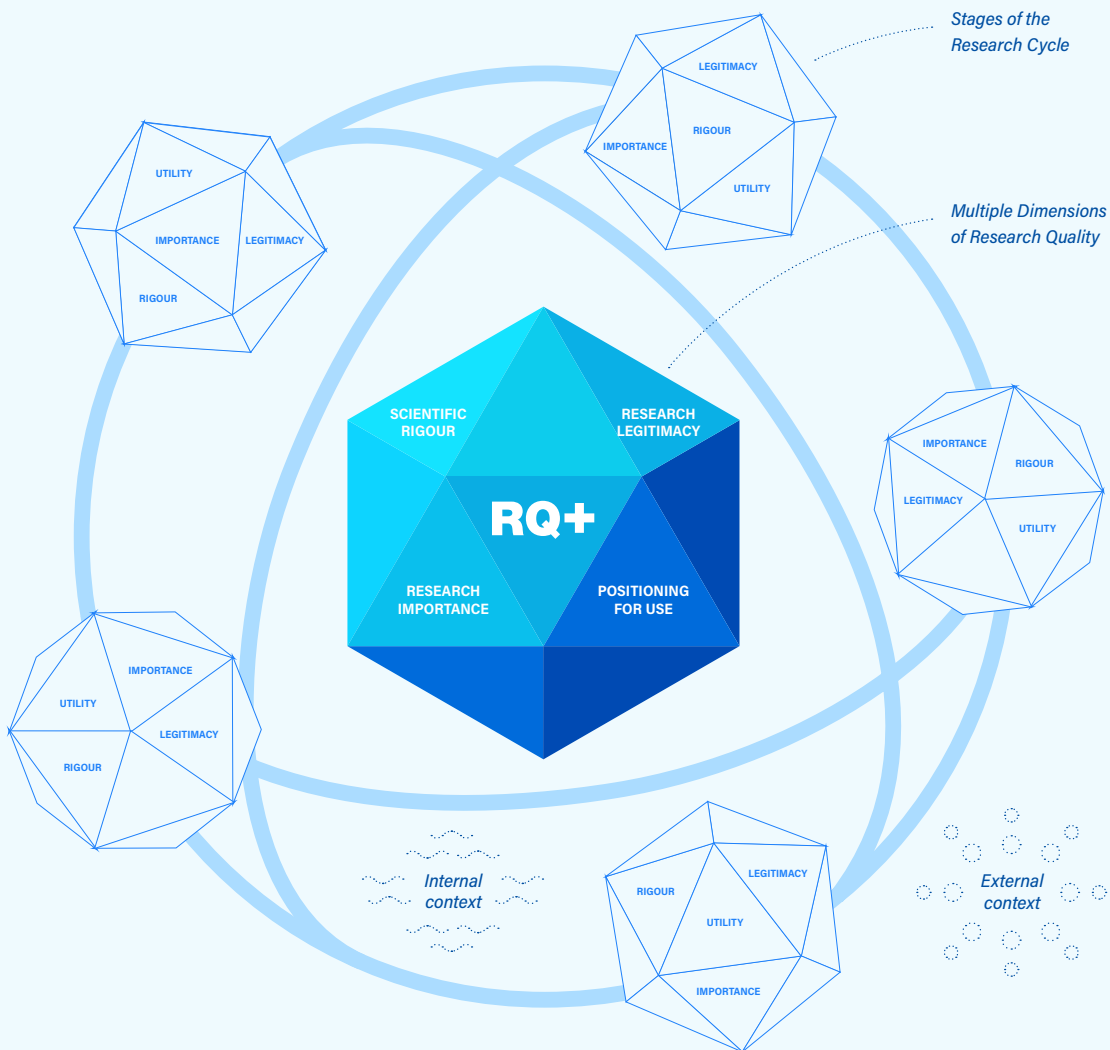 Stages of the
Research Cycle
LEGITIMACY
RIGOUR
IMPORTANCE
UTILITY
UTILITY
IMPORTANCE
LEGITIMACY
RIGOUR
Multiple Dimensions
of Research Quality
SCIENTIFIC
RIGOUR
RESEARCH
LEGITIMACY
RQ+
RESEARCH
IMPORTANCE
POSITIONING
FOR USE
IMPORTANCE
RIGOUR
LEGITIMACY
UTILITY
IMPORTANCE
UTILITY
LEGITIMACY
RIGOUR
Internal
context
LEGITIMACY
RIGOUR
UTILITY
IMPORTANCE
External
context